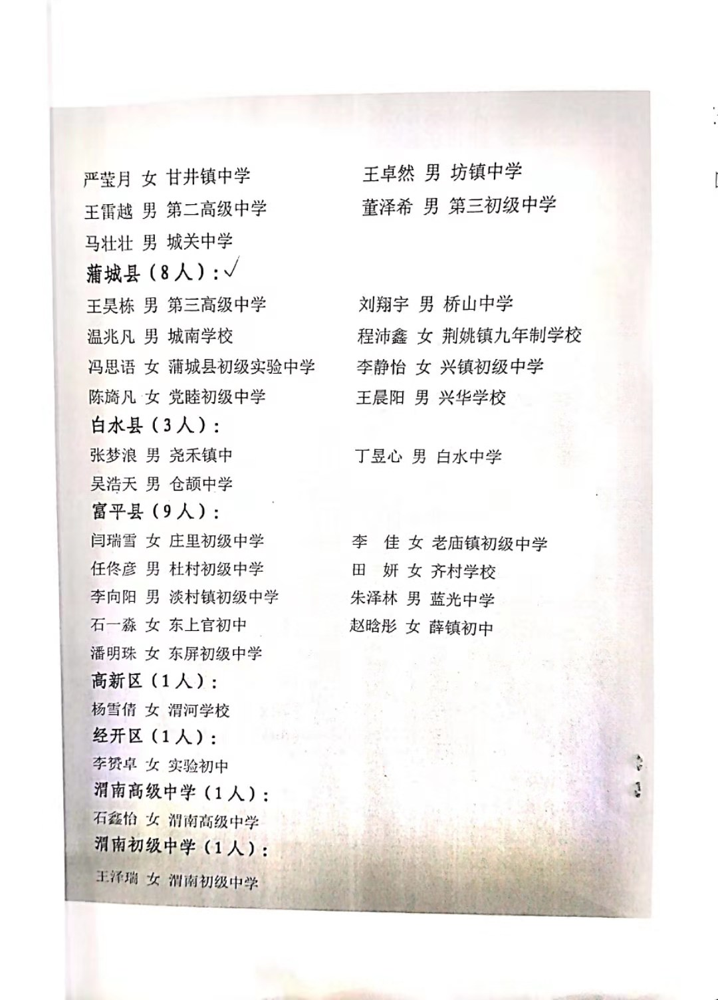 严莹月 女 甘井镇中学 王卓然 男 坊镇中学
王雷越 男 第二高级中学 董泽希 男 第三初级中学
马壮壮 男 城关中学
蒲城县（8人）：✓
王昊栋 男 第三高级中学 刘翔宇 男 桥山中学
温兆凡 男 城南学校 程沛鑫 女 荆姚镇九年制学校
冯思语 女 蒲城县初级实验中学 李静怡 女 兴镇初级中学
陈旖凡 女 党睦初级中学 王晨阳 男 兴华学校
白水县（3人）：
张梦浪 男 尧禾镇中 丁昱心 男 白水中学
吴浩天 男 仓颉中学
富平县（9人）：
闫瑞雪 女 庄里初级中学 李 佳 女 老庙镇初级中学
任佟彦 男 杜村初级中学 田 妍 女 齐村学校
李向阳 男 淡村镇初级中学 朱泽林 男 蓝光中学
石一淼 女 东上官初中 赵晗彤 女 薛镇初中
潘明珠 女 东屏初级中学
高新区（1人）：
杨雪倩 女 渭河学校
经开区（1人）：
李赟卓 女 实验初中
渭南高级中学（1人）：
石鑫怡 女 渭南高级中学
渭南初级中学（1人）：
王泽瑞 女 渭南初级中学